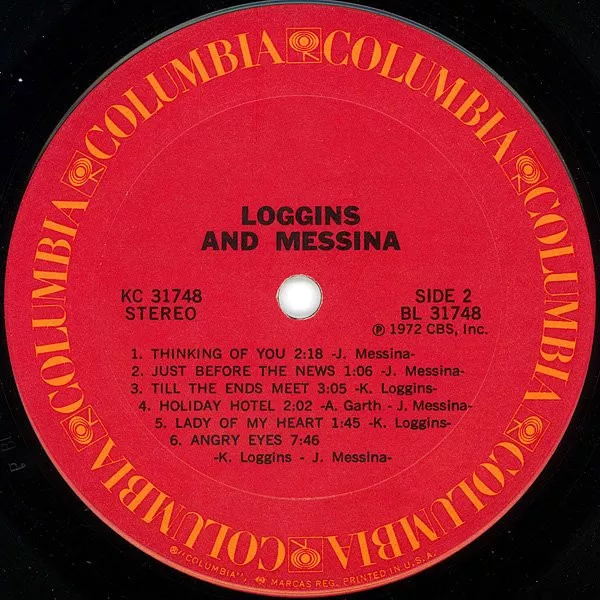 COLUMBIA COLUMBIA COLUMBIA COLUMBIA COLUMBIA COLUMBIA COLUMBIA COLUMBIA
LOGGINS
AND MESSINA
KC 31748 SIDE 2
STEREO BL 31748
℗ 1972 CBS, Inc.
1. THINKING OF YOU 2:18 -J. Messina-
2. JUST BEFORE THE NEWS 1:06 -J. Messina-
3. TILL THE ENDS MEET 3:05 -K. Loggins-
4. HOLIDAY HOTEL 2:02 -A. Garth - J. Messina-
5. LADY OF MY HEART 1:45 -K. Loggins-
6. ANGRY EYES 7:46
-K. Loggins - J. Messina-
® "COLUMBIA", MARCAS REG. PRINTED IN U.S.A.